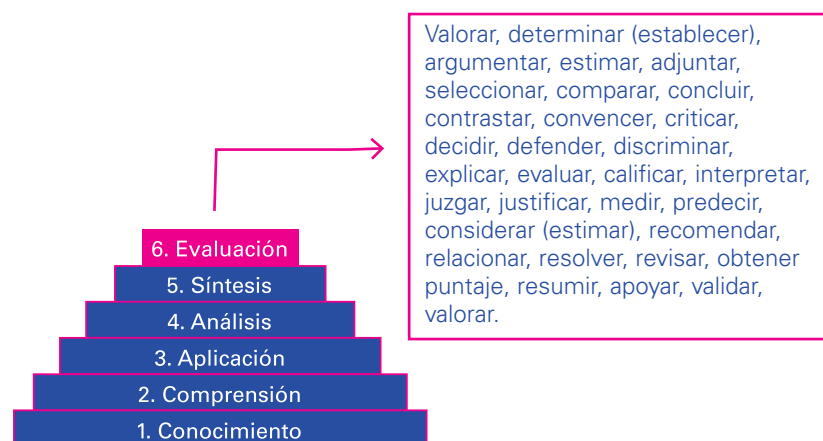 Valorar, determinar (establecer),
argumentar, estimar, adjuntar,
seleccionar, comparar, concluir,
contrastar, convencer, criticar,
decidir, defender, discriminar,
explicar, evaluar, calificar, interpretar,
juzgar, justificar, medir, predecir,
considerar (estimar), recomendar,
relacionar, resolver, revisar, obtener
puntaje, resumir, apoyar, validar,
valorar.
6. Evaluación
5. Síntesis
4. Análisis
3. Aplicación
2. Comprensión
1. Conocimiento